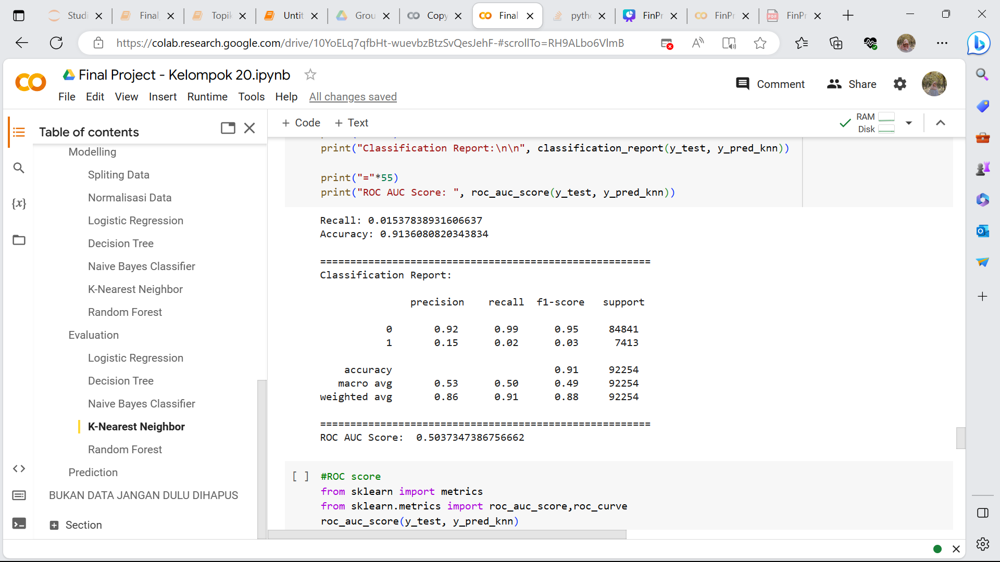 Studi
Final
Topik
Untit
Grou
Copy
Final
pytho
FinPr
FinPr
FinPr
https://colab.research.google.com/drive/10YoELq7qfbHt-wuevbzBtzSvQesJehF-#scrollTo=RH9ALbo6VlmB
Final Project - Kelompok 20.ipynb
File Edit View Insert Runtime Tools Help All changes saved
Comment Share
Table of contents
Modelling
Spliting Data
Normalisasi Data
Logistic Regression
Decision Tree
Naive Bayes Classifier
K-Nearest Neighbor
Random Forest
Evaluation
Logistic Regression
Decision Tree
Naive Bayes Classifier
K-Nearest Neighbor
Random Forest
Prediction
BUKAN DATA JANGAN DULU DIHAPUS
Section
+ Code + Text
RAM
Disk
print("Classification Report:\n\n", classification_report(y_test, y_pred_knn))
print("="*55)
print("ROC AUC Score: ", roc_auc_score(y_test, y_pred_knn))
Recall: 0.01537838931606637
Accuracy: 0.9136080820343834
=======================================================
Classification Report:
precision recall f1-score support
0 0.92 0.99 0.95 84841
1 0.15 0.02 0.03 7413
accuracy 0.91 92254
macro avg 0.53 0.50 0.49 92254
weighted avg 0.86 0.91 0.88 92254
=======================================================
ROC AUC Score: 0.5037347386756662
[ ] #ROC score
from sklearn import metrics
from sklearn.metrics import roc_auc_score,roc_curve
roc_auc_score(y_test, y_pred_knn)